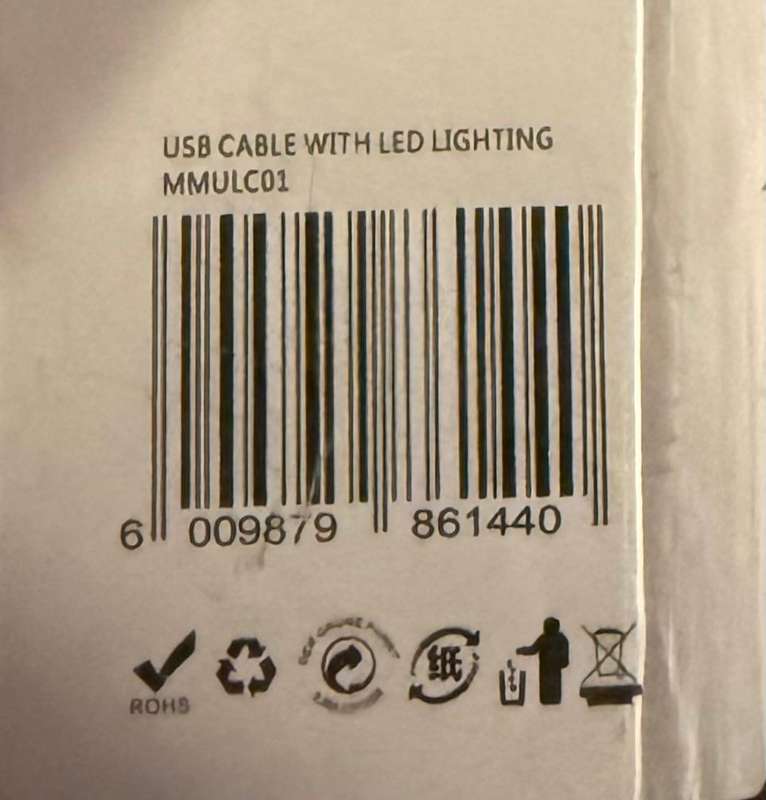 USB CABLE WITH LED LIGHTING
MMULC01
6 009879 861440
ROHS
纸